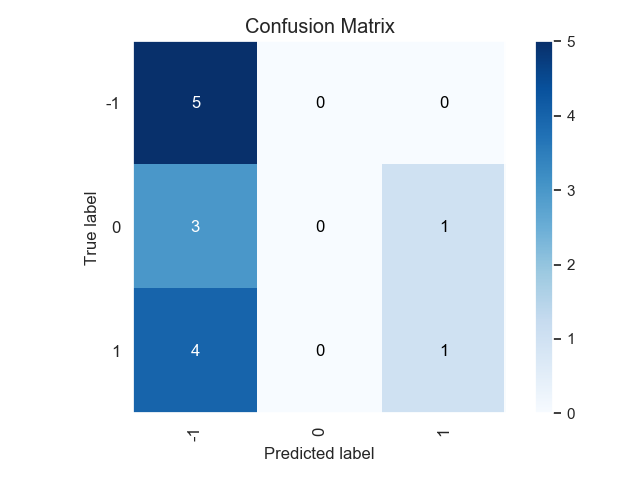 Confusion Matrix
True label
-1 5 0 0
0 3 0 1
1 4 0 1
-1 0 1
Predicted label
5
4
3
2
1
0